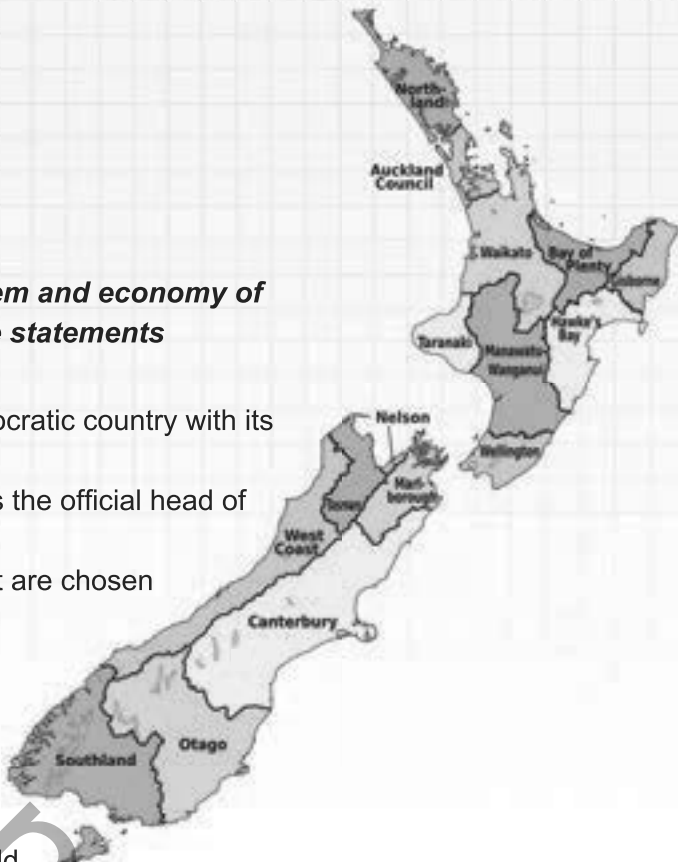 North-
land
Auckland
Council
Waikato
Bay of
Plenty
Gisborne
em and economy of
statements
Hawke's
Bay
Taranaki
Manawatu-
Wanganui
ocratic country with its
Nelson
Wellington
s the official head of
Marl-
borough
Tasman
West
Coast
t are chosen
Canterbury
Otago
Southland